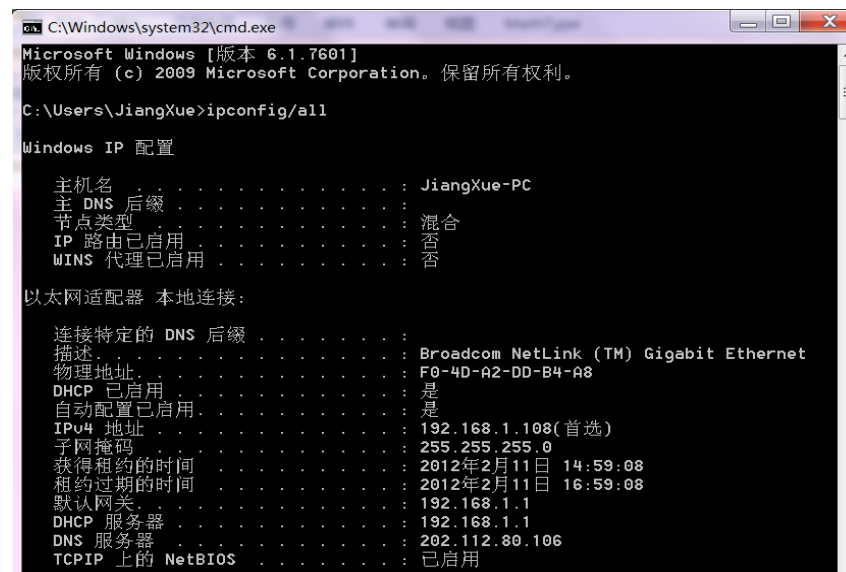 C:\Windows\system32\cmd.exe
Microsoft Windows [版本 6.1.7601]
版权所有 (c) 2009 Microsoft Corporation。保留所有权利。
C:\Users\JiangXue>ipconfig/all
Windows IP 配置
主机名 . . . . . . . . . . . . . : JiangXue-PC
主 DNS 后缀 . . . . . . . . . . . :
节点类型 . . . . . . . . . . . . : 混合
IP 路由已启用 . . . . . . . . . . : 否
WINS 代理已启用 . . . . . . . . . : 否
以太网适配器 本地连接:
连接特定的 DNS 后缀 . . . . . . . :
描述. . . . . . . . . . . . . . . : Broadcom NetLink (TM) Gigabit Ethernet
物理地址. . . . . . . . . . . . . : F0-4D-A2-DD-B4-A8
DHCP 已启用 . . . . . . . . . . . : 是
自动配置已启用. . . . . . . . . . : 是
IPv4 地址 . . . . . . . . . . . . : 192.168.1.108(首选)
子网掩码 . . . . . . . . . . . . : 255.255.255.0
获得租约的时间 . . . . . . . . . : 2012年2月11日 14:59:08
租约过期的时间 . . . . . . . . . : 2012年2月11日 16:59:08
默认网关. . . . . . . . . . . . . : 192.168.1.1
DHCP 服务器 . . . . . . . . . . . : 192.168.1.1
DNS 服务器 . . . . . . . . . . . : 202.112.80.106
TCPIP 上的 NetBIOS . . . . . . . : 已启用